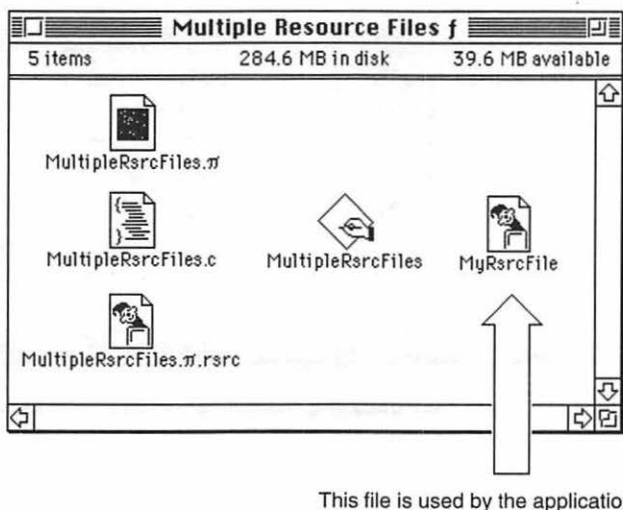 Multiple Resource Files ƒ
5 items 284.6 MB in disk 39.6 MB available
MultipleRsrcFiles.π
MultipleRsrcFiles.c MultipleRsrcFiles MyRsrcFile
MultipleRsrcFiles.π.rsrc
This file is used by the applicatio